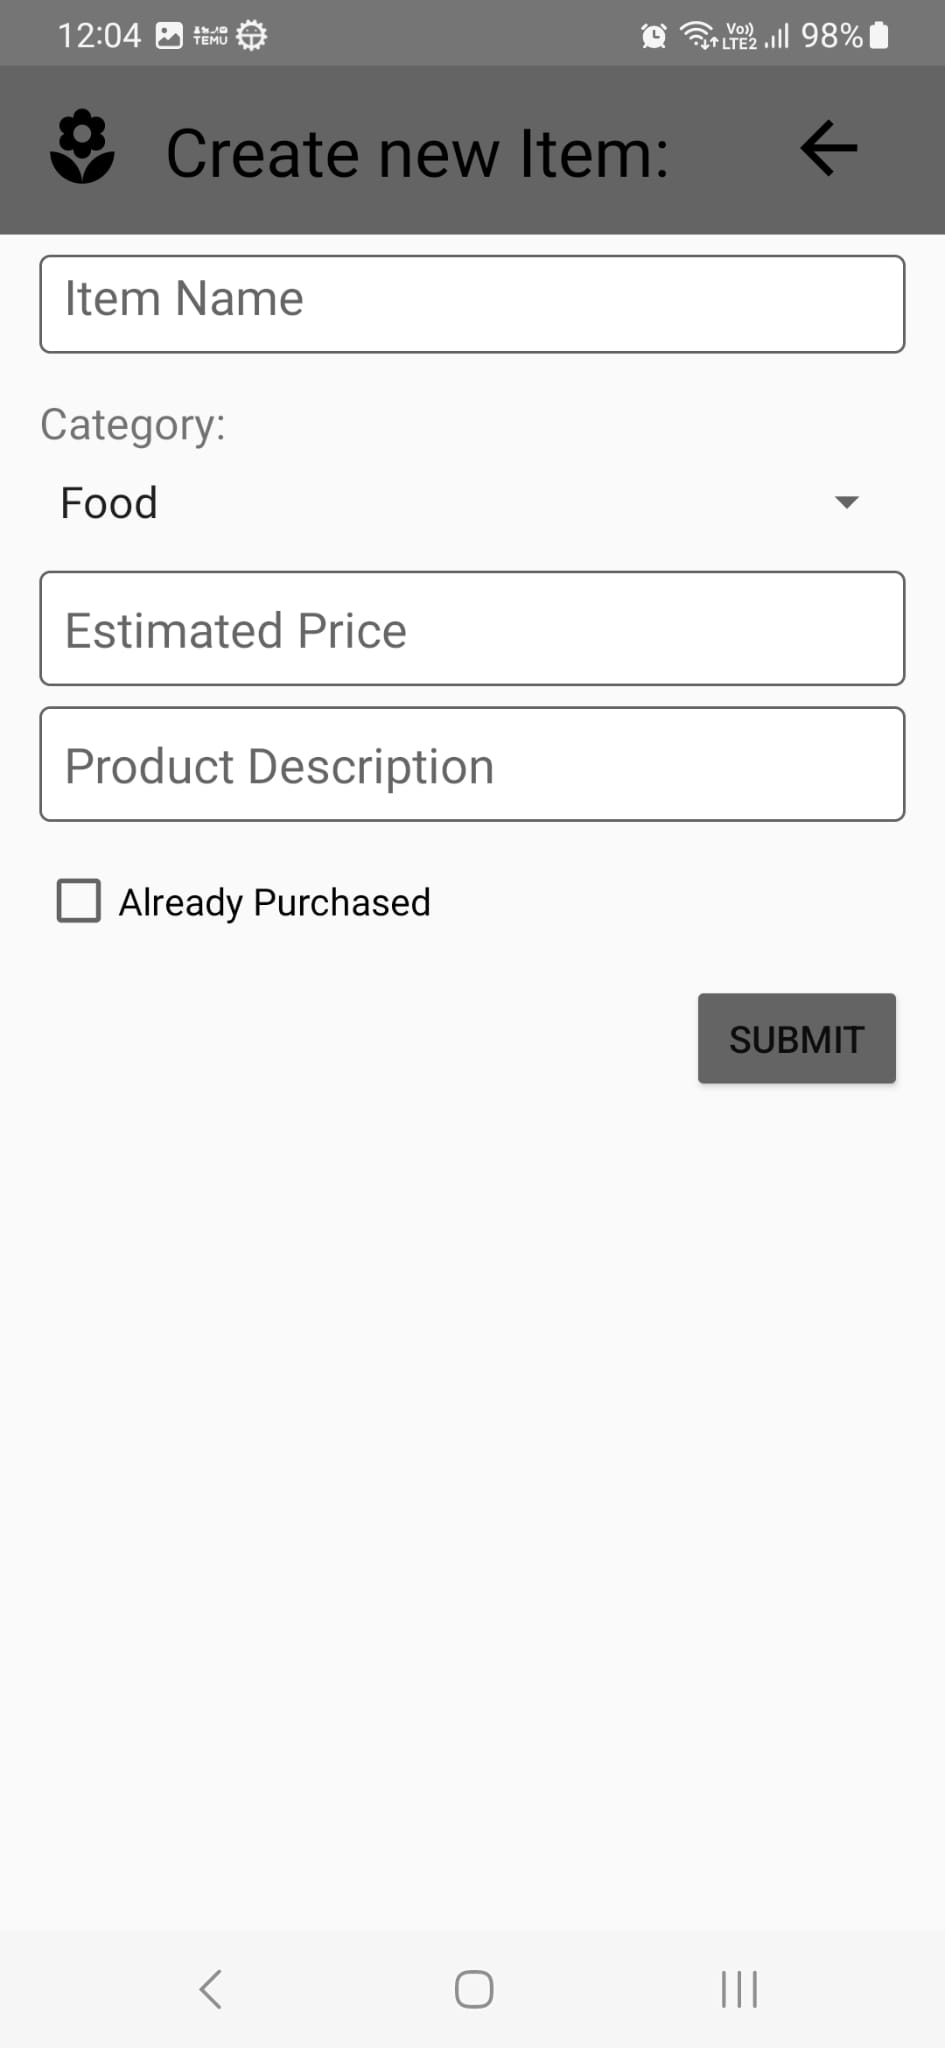 12:04 TEMU Vo)) LTE2 98%
Create new Item:
Item Name
Category:
Food
Estimated Price
Product Description
Already Purchased
SUBMIT